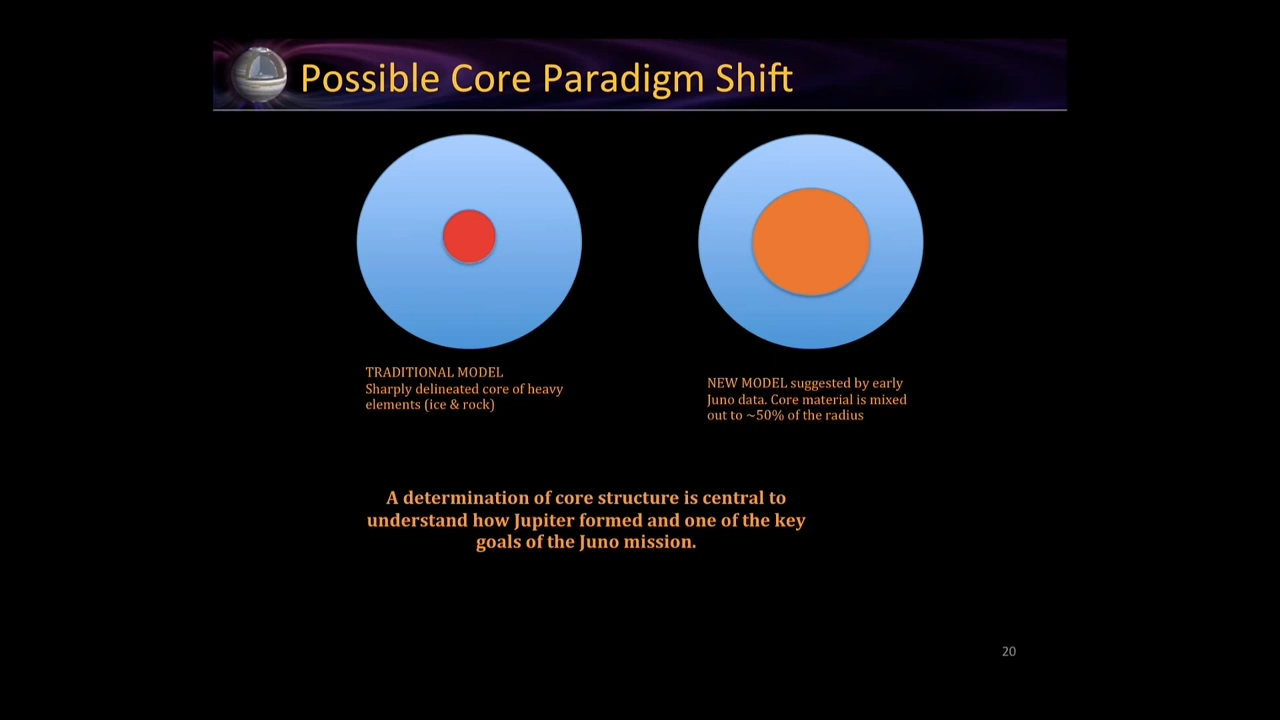 Possible Core Paradigm Shift
TRADITIONAL MODEL
Sharply delineated core of heavy
elements (ice & rock)
NEW MODEL suggested by early
Juno data. Core material is mixed
out to ~50% of the radius
A determination of core structure is central to
understand how Jupiter formed and one of the key
goals of the Juno mission.
20